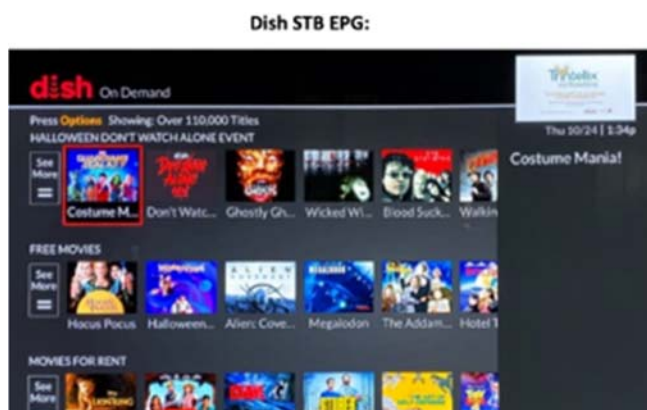 Dish STB EPG:
dish On Demand
Press Options Showing: Over 110,000 Titles
HALLOWEEN DON'T WATCH ALONE EVENT
Thu 10/24 | 1:34p
Costume Mania!
See More
Costume M... Don't Watc... Ghostly Gh... Wicked Wi... Blood Suck... Walkin
FREE MOVIES
See More
ALIEN
MEGALODON
Hocus Pocus Halloween... Alien: Cove... Megalodon The Addam... Hotel T
MOVIES FOR RENT
See More